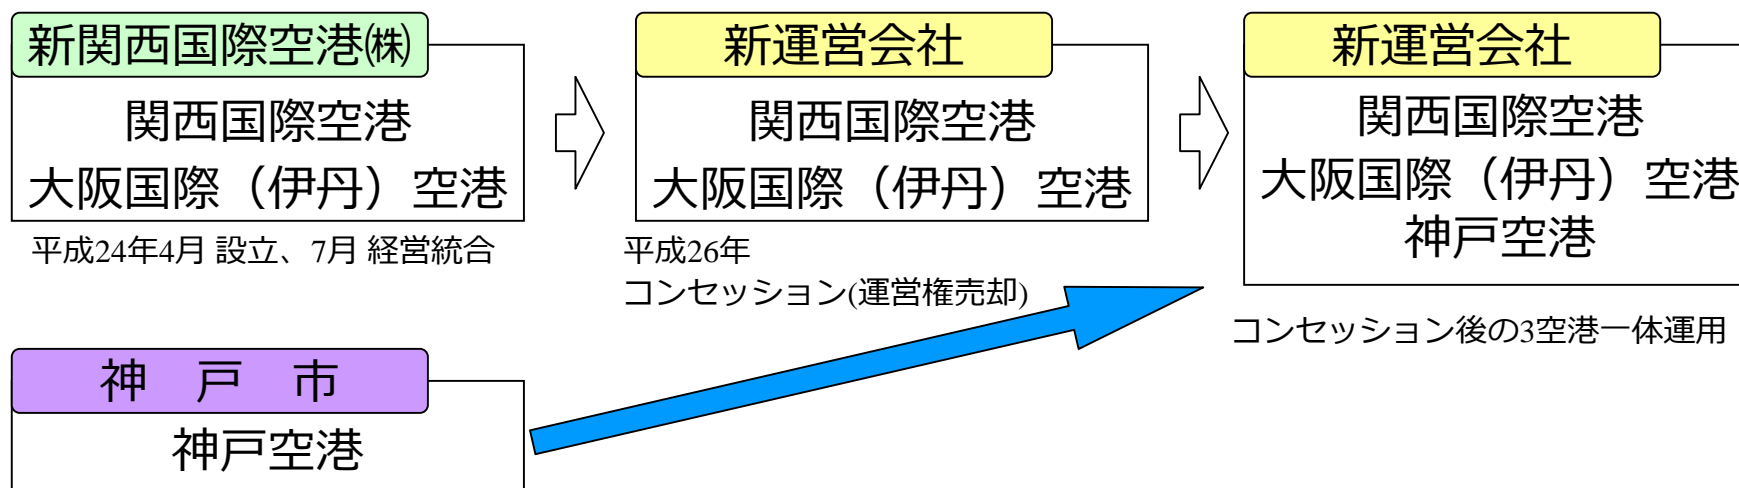 新関西国際空港㈱
関西国際空港
大阪国際（伊丹）空港
平成24年4月 設立、7月 経営統合
新運営会社
関西国際空港
大阪国際（伊丹）空港
平成26年
コンセッション(運営権売却)
新運営会社
関西国際空港
大阪国際（伊丹）空港
神戸空港
コンセッション後の3空港一体運用
神　戸　市
神戸空港